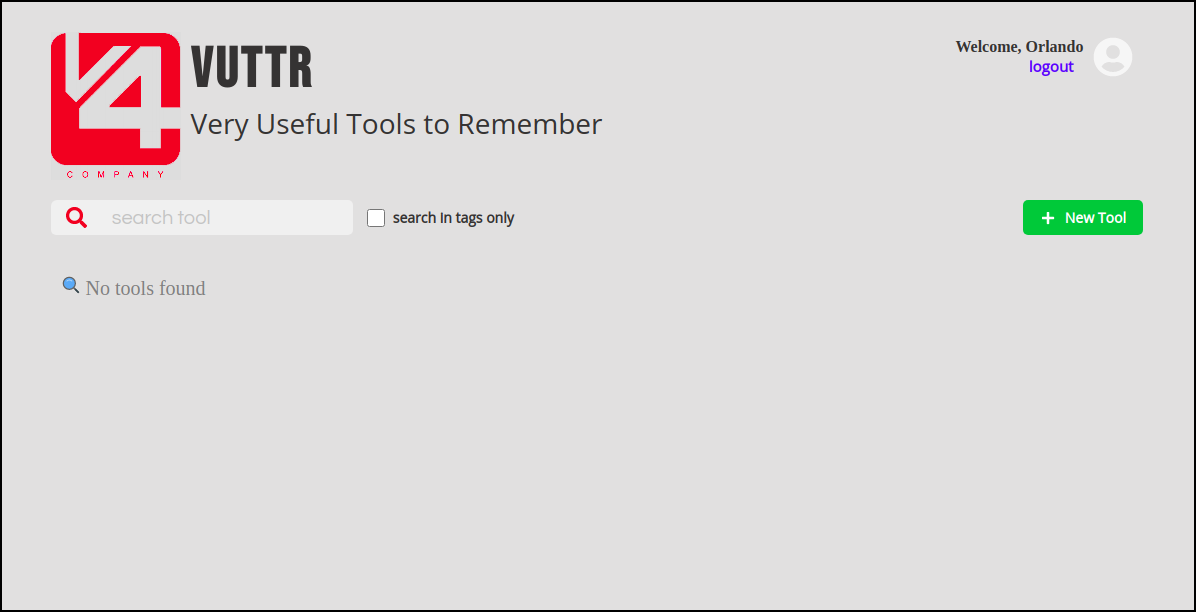 V4
COMPANY
VUTTR
Very Useful Tools to Remember
Welcome, Orlando
logout
search tool
search in tags only
+ New Tool
No tools found